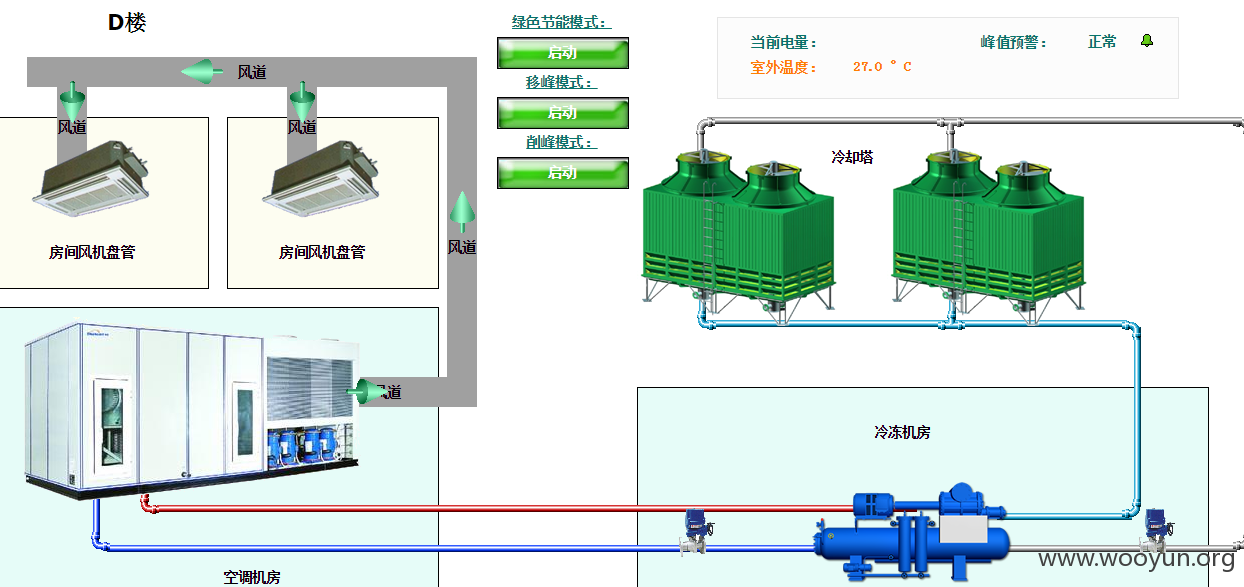 D楼
绿色节能模式：
启动
移峰模式：
启动
削峰模式：
启动
当前电量：
峰值预警： 正常
室外温度： 27.0 °C
风道
风道
风道
房间风机盘管
房间风机盘管
风道
冷却塔
风道
冷冻机房
空调机房
www.wooyun.org